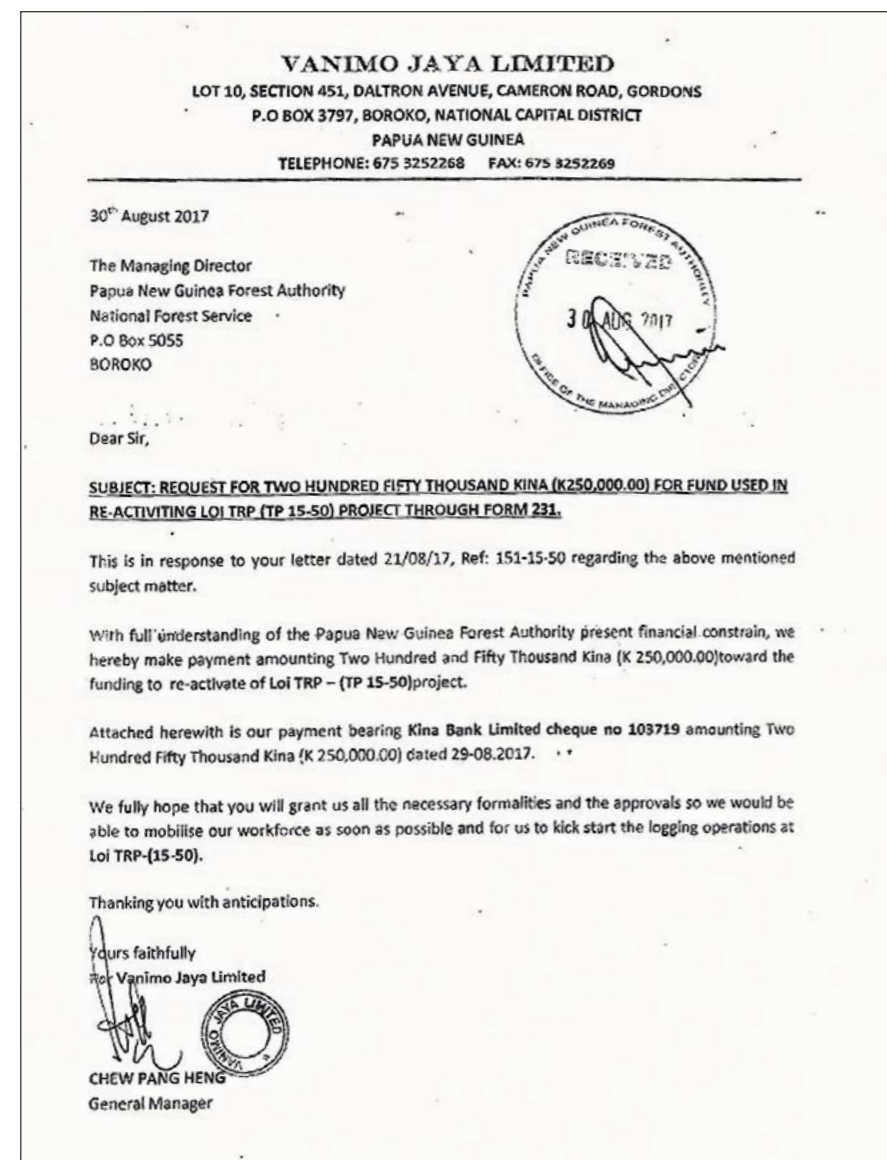 VANIMO JAYA LIMITED
LOT 10, SECTION 451, DALTRON AVENUE, CAMERON ROAD, GORDONS
P.O BOX 3797, BOROKO, NATIONAL CAPITAL DISTRICT
PAPUA NEW GUINEA
TELEPHONE: 675 3252268 FAX: 675 3252269
30th August 2017
PAPUA NEW GUINEA FOREST AUTHORITY
RECEIVED
30 AUG 2017
OFFICE OF THE MANAGING DIRECTOR
The Managing Director
Papua New Guinea Forest Authority
National Forest Service
P.O Box 5055
BOROKO
Dear Sir,
SUBJECT: REQUEST FOR TWO HUNDRED FIFTY THOUSAND KINA (K250,000.00) FOR FUND USED IN
RE-ACTIVITING LOI TRP (TP 15-50) PROJECT THROUGH FORM 231.
This is in response to your letter dated 21/08/17, Ref: 151-15-50 regarding the above mentioned
subject matter.
With full understanding of the Papua New Guinea Forest Authority present financial constrain, we
hereby make payment amounting Two Hundred and Fifty Thousand Kina (K 250,000.00)toward the
funding to re-activate of Loi TRP – (TP 15-50)project.
Attached herewith is our payment bearing Kina Bank Limited cheque no 103719 amounting Two
Hundred Fifty Thousand Kina (K 250,000.00) dated 29-08.2017.
We fully hope that you will grant us all the necessary formalities and the approvals so we would be
able to mobilise our workforce as soon as possible and for us to kick start the logging operations at
Loi TRP-(15-50).
Thanking you with anticipations.
Yours faithfully
For Vanimo Jaya Limited
VANIMO JAYA LIMITED
CHEW PANG HENG
General Manager